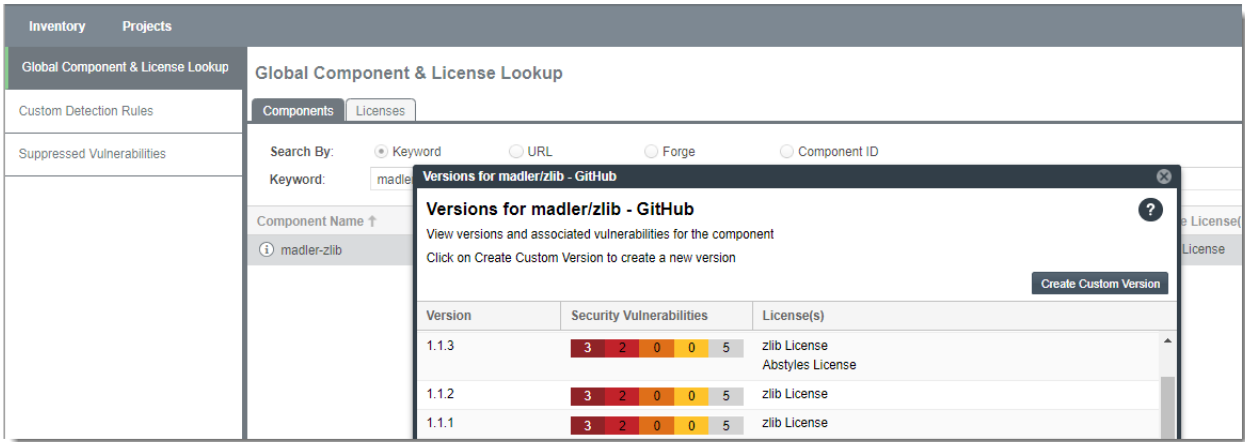 Inventory Projects
Global Component & License Lookup
Custom Detection Rules
Suppressed Vulnerabilities
Global Component & License Lookup
Components Licenses
Search By: Keyword URL Forge Component ID
Keyword:
Component Name License(
madler-zlib License
Versions for madler/zlib - GitHub
Versions for madler/zlib - GitHub
?
View versions and associated vulnerabilities for the component
Click on Create Custom Version to create a new version
Create Custom Version
Version Security Vulnerabilities License(s)
1.1.3 3 2 0 0 5 zlib License
Abstyles License
1.1.2 3 2 0 0 5 zlib License
1.1.1 3 2 0 0 5 zlib License